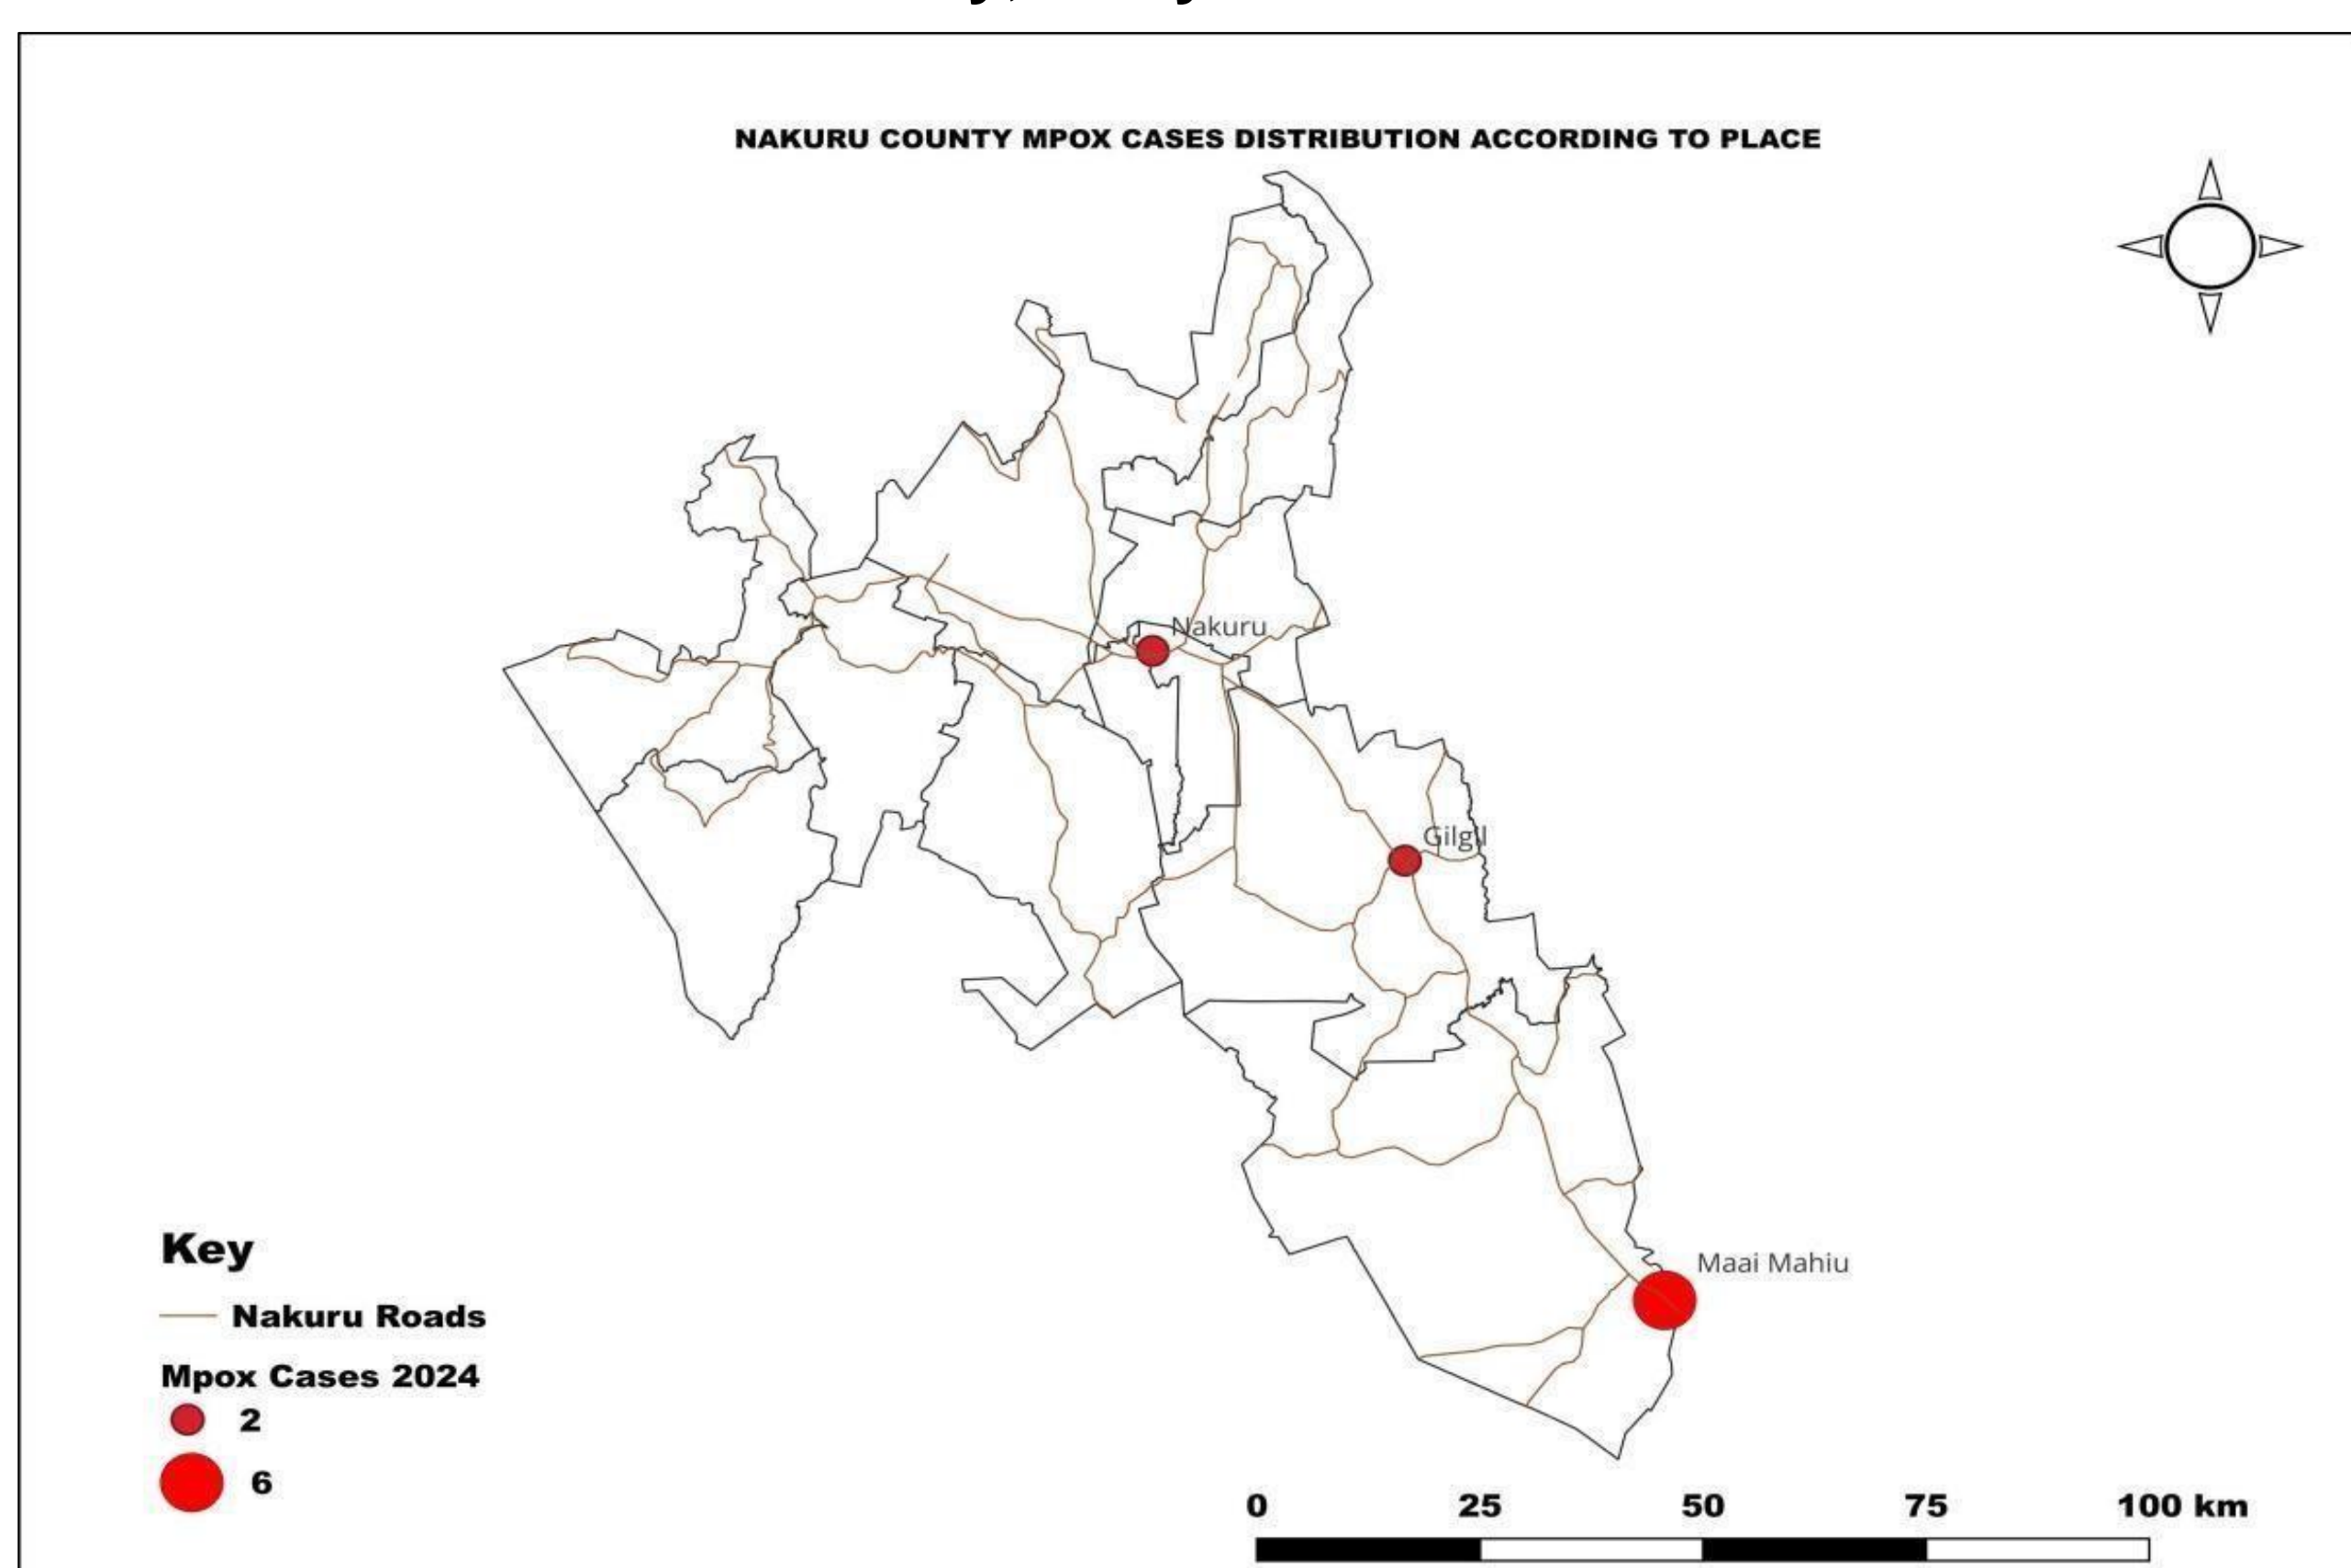 NAKURU COUNTY MPOX CASES DISTRIBUTION ACCORDING TO PLACE
Nakuru
Gilgil
Maai Mahiu
Key
Nakuru Roads
Mpox Cases 2024
2
6
0 25 50 75 100 km